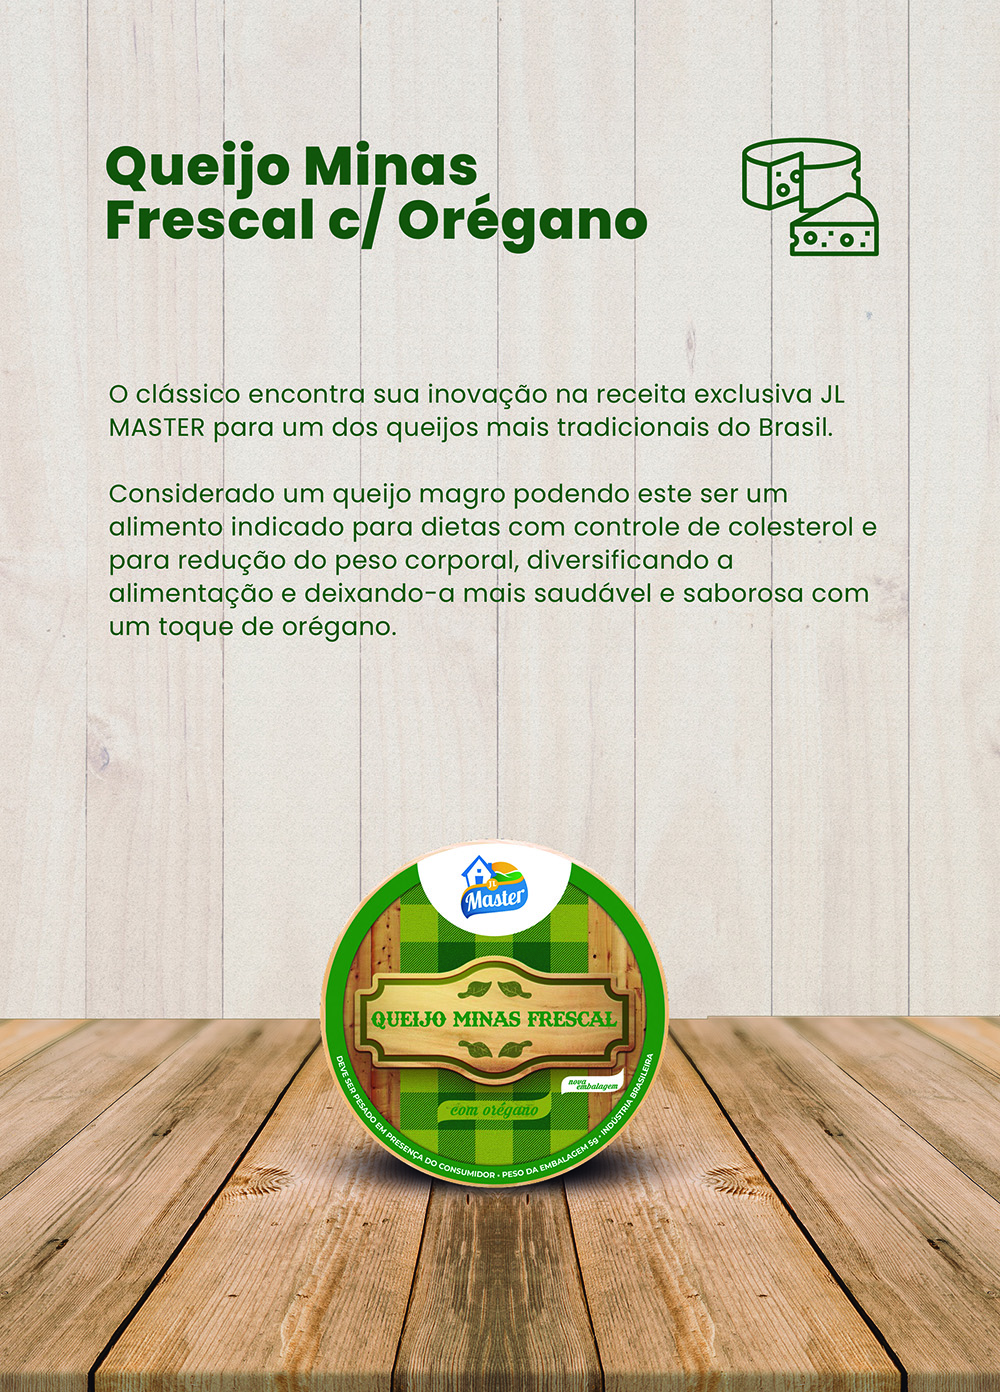 Queijo Minas
Frescal c/ Orégano
O clássico encontra sua inovação na receita exclusiva JL
MASTER para um dos queijos mais tradicionais do Brasil.
Considerado um queijo magro podendo este ser um
alimento indicado para dietas com controle de colesterol e
para redução do peso corporal, diversificando a
alimentação e deixando-a mais saudável e saborosa com
um toque de orégano.
JL
Master
QUEIJO MINAS FRESCAL
nova
embalagem
com orégano
DEVE SER PESADO EM PRESENÇA DO CONSUMIDOR - PESO DA EMBALAGEM 5g - INDÚSTRIA BRASILEIRA